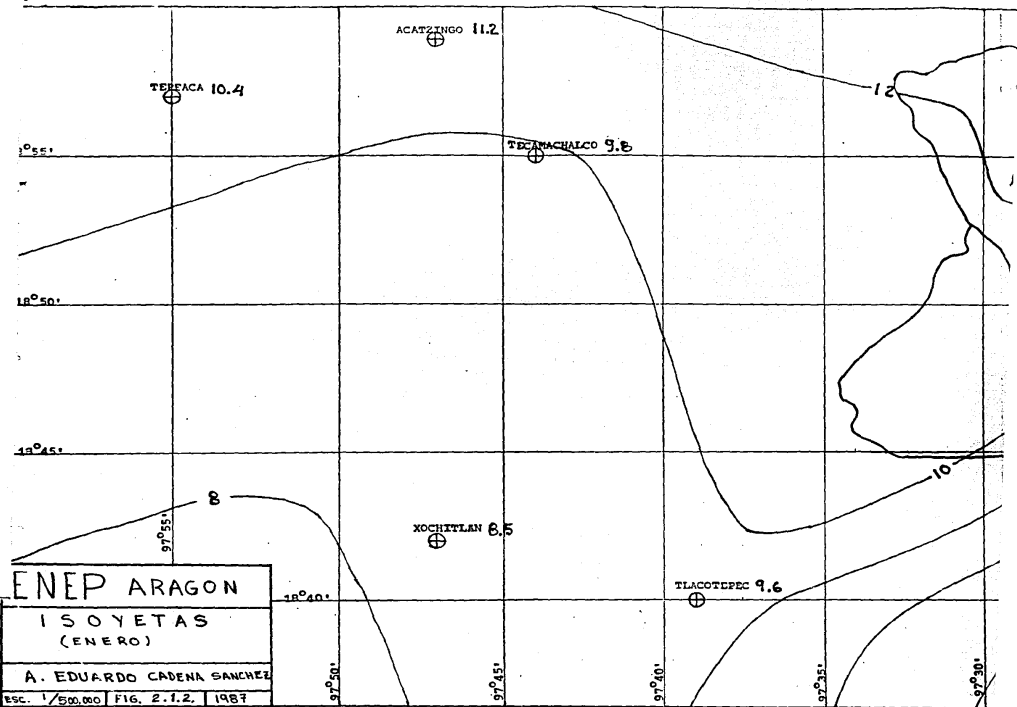 ACATZINGO 11.2
TEPEACA 10.4
12
18°55'
TECAMACHALCO 9.8
18°50'
18°45'
10
8
97°55'
XOCHITLAN 8.5
TLACOTEPEC 9.6
18°40'
97°50'
97°45'
97°40'
97°35'
97°30'
ENEP ARAGON
ISOYETAS
(ENERO)
A. EDUARDO CADENA SANCHEZ
ESC. 1/500,000 FIG. 2.1.2. 1987